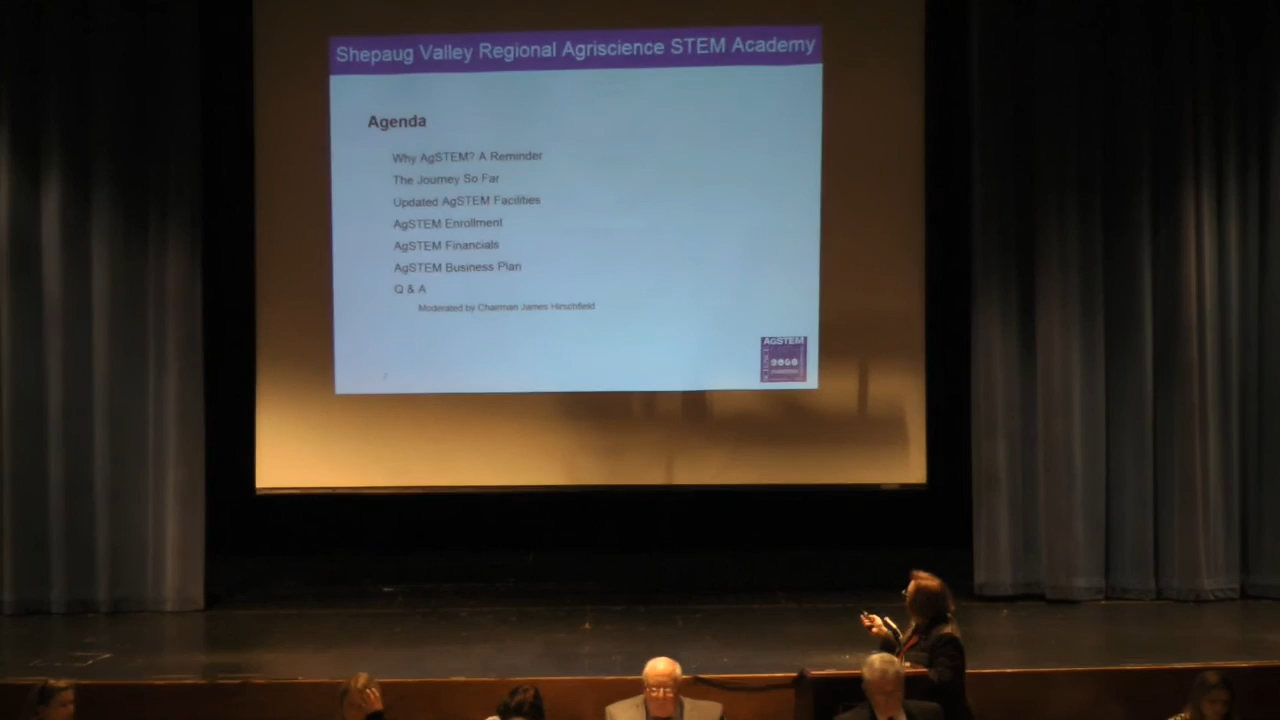 Shepaug Valley Regional Agriscience STEM Academy
Agenda
Why AgSTEM? A Reminder
The Journey So Far
Updated AgSTEM Facilities
AgSTEM Enrollment
AgSTEM Financials
AgSTEM Business Plan
Q & A
Moderated by Chairman James Hirschfield
AGSTEM
SCIENCE